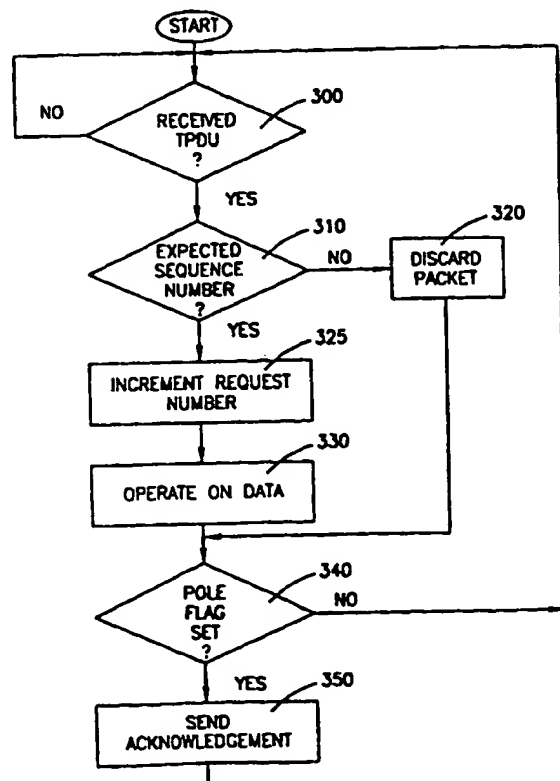 START
300
NO
RECEIVED
TPDU
?
YES
310
320
EXPECTED
SEQUENCE
NUMBER
?
NO
DISCARD
PACKET
YES
325
INCREMENT REQUEST
NUMBER
330
OPERATE ON DATA
340
POLE
FLAG
SET
?
NO
YES
350
SEND
ACKNOWLEDGEMENT